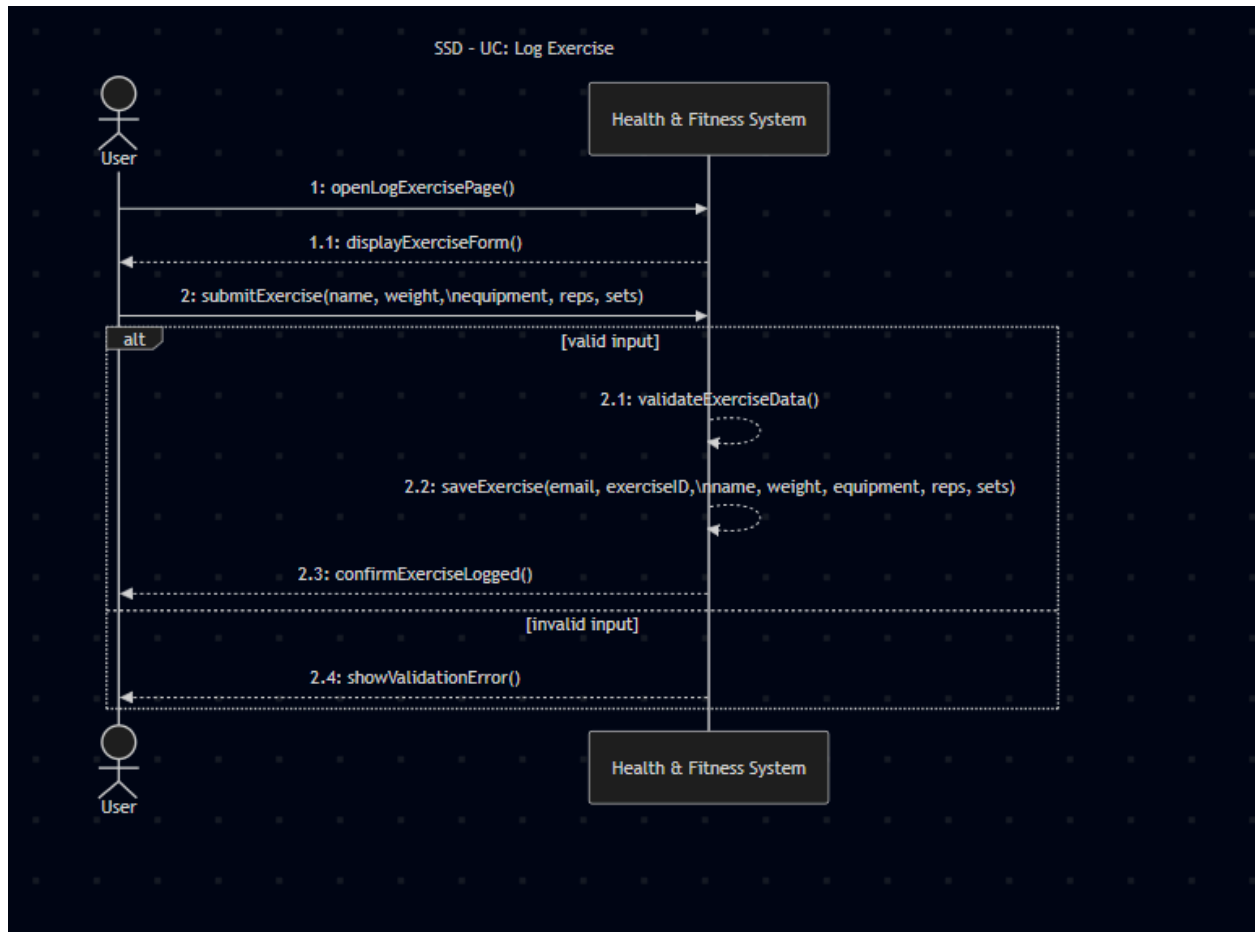 SSD - UC: Log Exercise
Health & Fitness System
User
1: openLogExercisePage()
1.1: displayExerciseForm()
2: submitExercise(name, weight,\nequipment, reps, sets)
alt
[valid input]
2.1: validateExerciseData()
2.2: saveExercise(email, exerciseID,\nname, weight, equipment, reps, sets)
2.3: confirmExerciseLogged()
[invalid input]
2.4: showValidationError()
Health & Fitness System
User